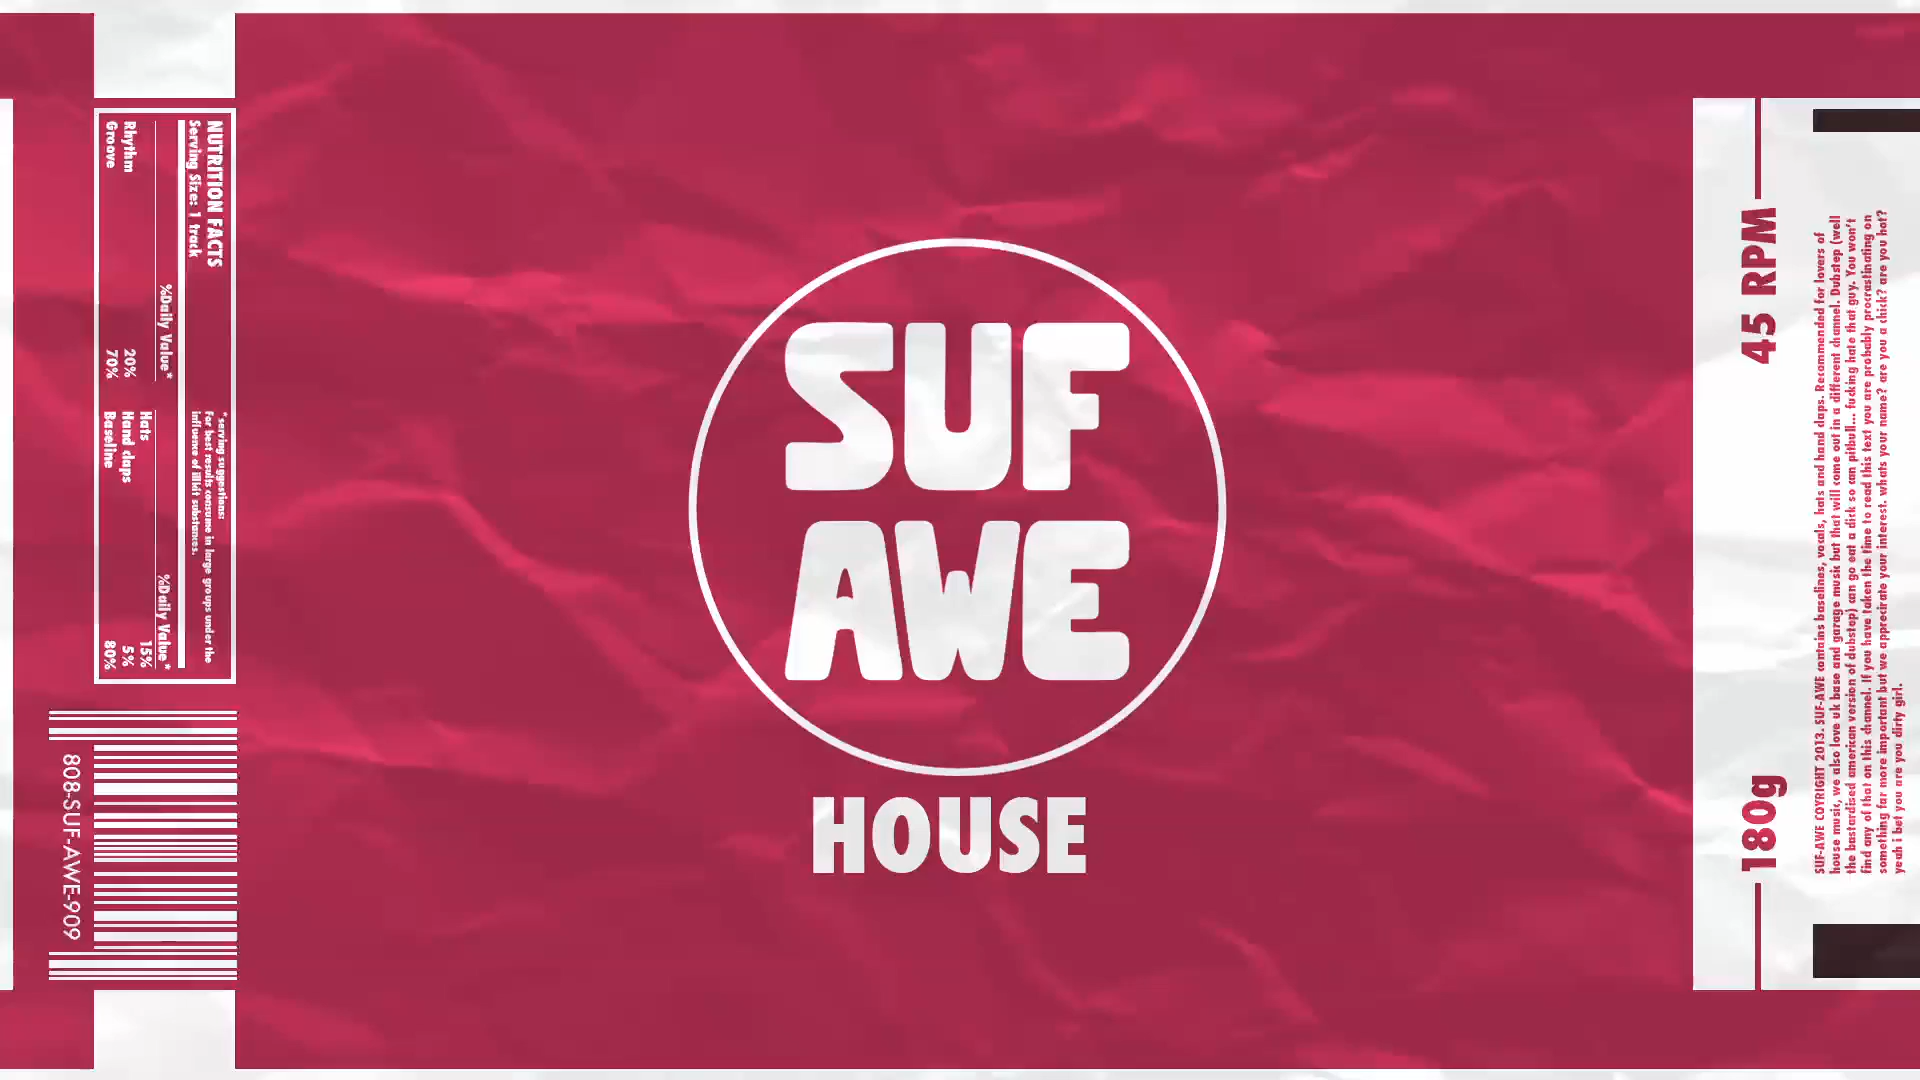 NUTRITION FACTS
Serving Size: 1 track
%Daily Value*
Rhythm 20%
Groove 70%
*serving suggestions:
For best results consume in large groups under the
influence of illicit substances.
%Daily Value*
Hats 15%
Hand claps 5%
Baseline 80%
808-SUF-AWE-909
SUF
AWE
HOUSE
45 RPM
180g
SUF-AWE COYRIGHT 2013. SUF-AWE contains baselines, vocals, hats and hand claps. Recommended for lovers of
house music, we also love uk base and garage music but that will come out in a different channel. Dubstep (well
the bastardised american version of dubstep) can go eat a dick so can pitbull... fucking hate that guy. You won't
find any of that on this channel. If you have taken the time to read this text you are probably procrastinating on
something far more important but we appreciate your interest. whats your name? are you a chick? are you hot?
yeah i bet you are you dirty girl.